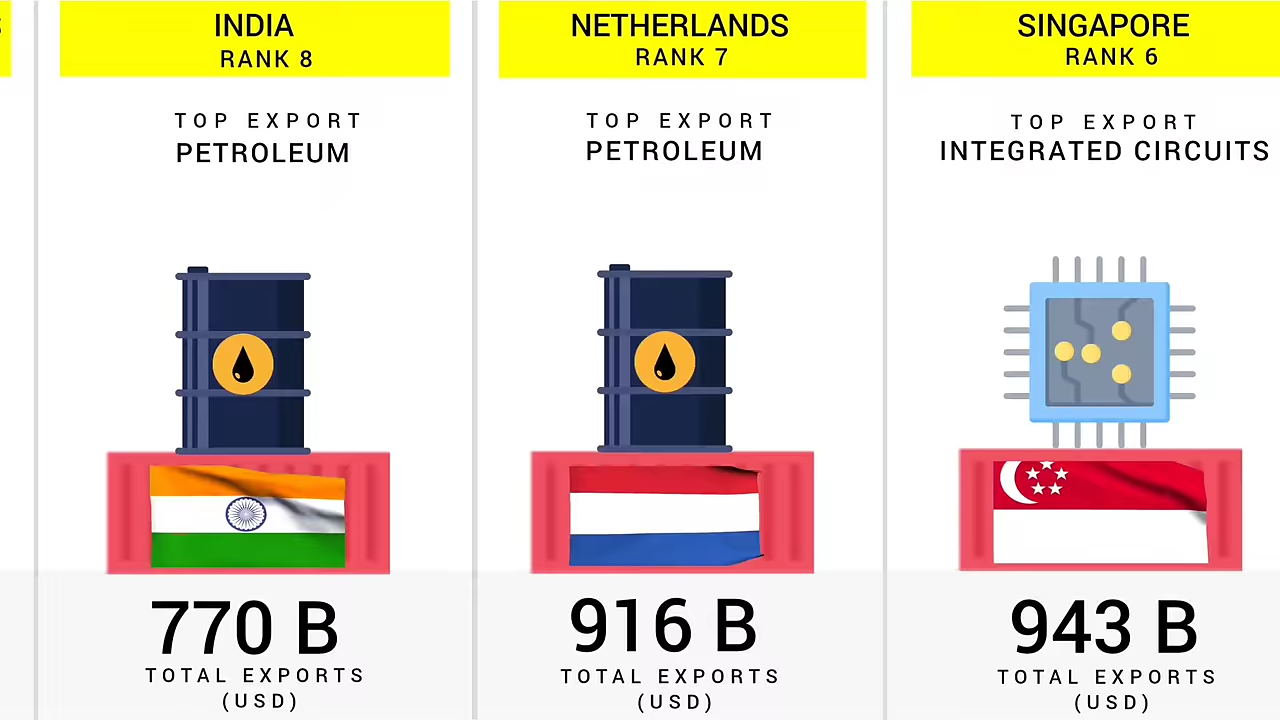 INDIA
RANK 8
TOP EXPORT
PETROLEUM
770 B
TOTAL EXPORTS
(USD)
NETHERLANDS
RANK 7
TOP EXPORT
PETROLEUM
916 B
TOTAL EXPORTS
(USD)
SINGAPORE
RANK 6
TOP EXPORT
INTEGRATED CIRCUITS
943 B
TOTAL EXPORTS
(USD)